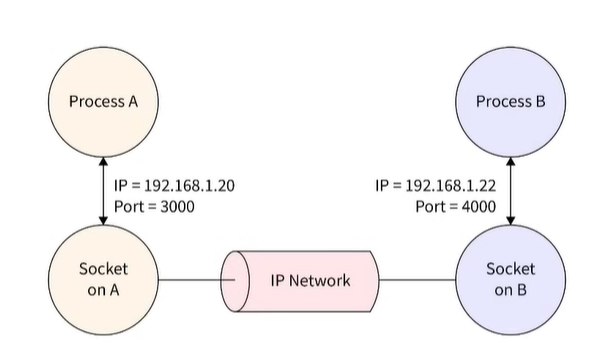 Process A
Process B
IP = 192.168.1.20
Port = 3000
IP = 192.168.1.22
Port = 4000
Socket
on A
IP Network
Socket
on B